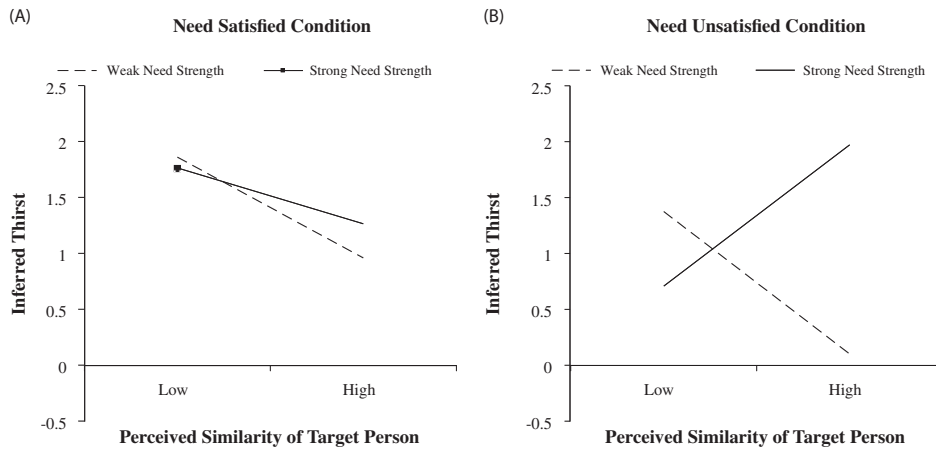 (A)
Need Satisfied Condition
Weak Need Strength
Strong Need Strength
2.5
2
1.5
1
0.5
0
-0.5
Inferred Thirst
Low
High
Perceived Similarity of Target Person
(B)
Need Unsatisfied Condition
Weak Need Strength
Strong Need Strength
2.5
2
1.5
1
0.5
0
-0.5
Inferred Thirst
Low
High
Perceived Similarity of Target Person